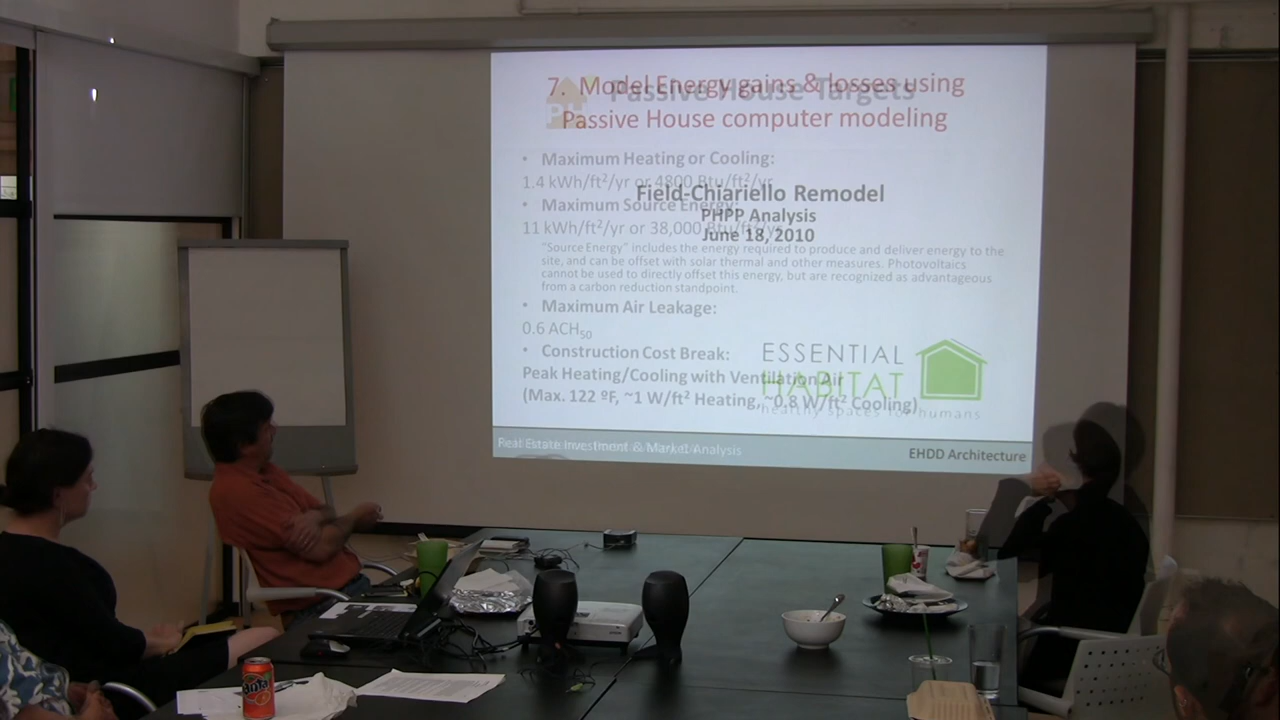 7. Model Energy gains & losses using
Passive House computer modeling
Passive House Targets
• Maximum Heating or Cooling:
1.4 kWh/ft²/yr or 4800 Btu/ft²/yr
Field-Chiariello Remodel
• Maximum Source Energy:
PHPP Analysis
11 kWh/ft²/yr or 38,000 Btu/ft²/yr
June 18, 2010
"Source Energy" includes the energy required to produce and deliver energy to the
site, and can be offset with solar thermal and other measures. Photovoltaics
cannot be used to directly offset this energy, but are recognized as advantageous
from a carbon reduction standpoint.
• Maximum Air Leakage:
0.6 ACH₅₀
• Construction Cost Break:
Peak Heating/Cooling with Ventilation Air
(Max. 122 ºF, ~1 W/ft² Heating, ~0.8 W/ft² Cooling)
ESSENTIAL
HABITAT
healthy spaces for humans
Real Estate Investment & Market Analysis
EHDD Architecture